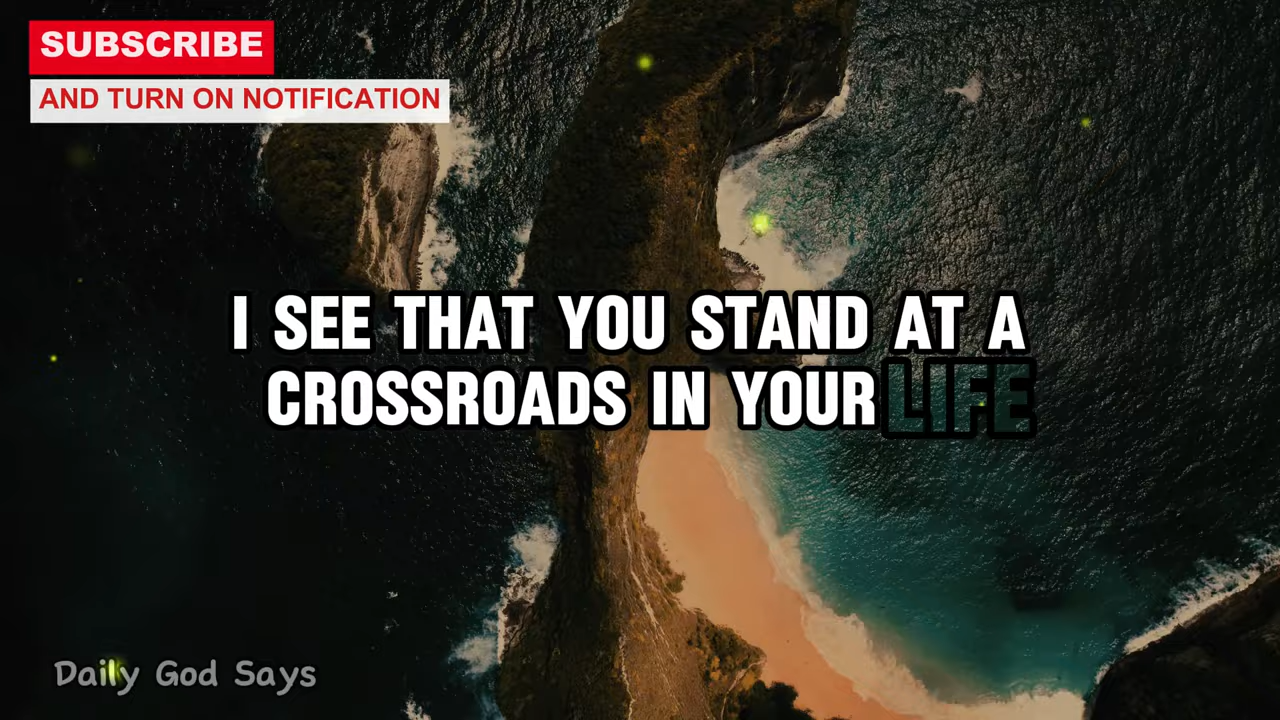 SUBSCRIBE
AND TURN ON NOTIFICATION
I SEE THAT YOU STAND AT A
CROSSROADS IN YOUR LIFE
Daily God Says